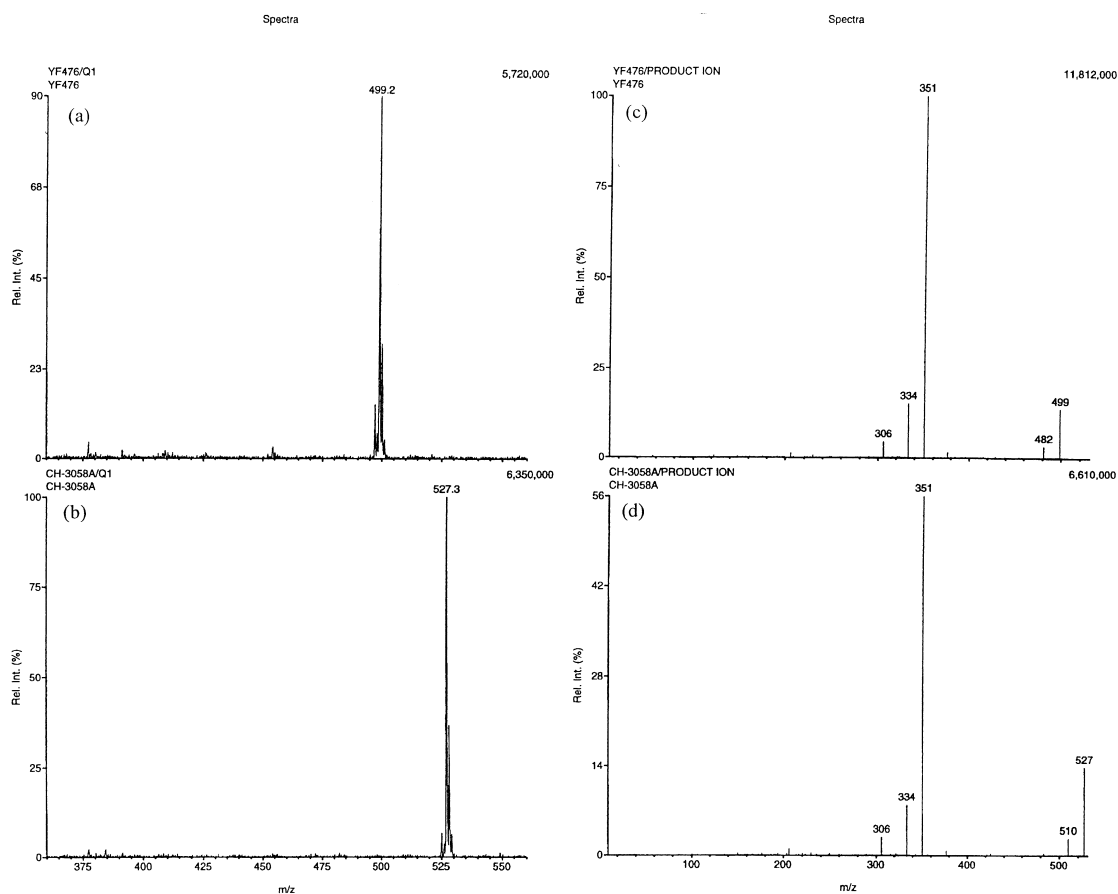 Spectra
YF476/Q1
YF476
5,720,000
(a)
499.2
90
68
45
23
0
Rel. Int. (%)
CH-3058A/Q1
CH-3058A
6,350,000
(b)
527.3
100
75
50
25
0
Rel. Int. (%)
375 400 425 450 475 500 525 550
m/z
Spectra
YF476/PRODUCT ION
YF476
11,812,000
(c)
351
334
306
499
482
100
75
50
25
0
Rel. Int. (%)
CH-3058A/PRODUCT ION
CH-3058A
6,610,000
(d)
351
334
306
527
510
56
42
28
14
0
Rel. Int. (%)
100 200 300 400 500
m/z